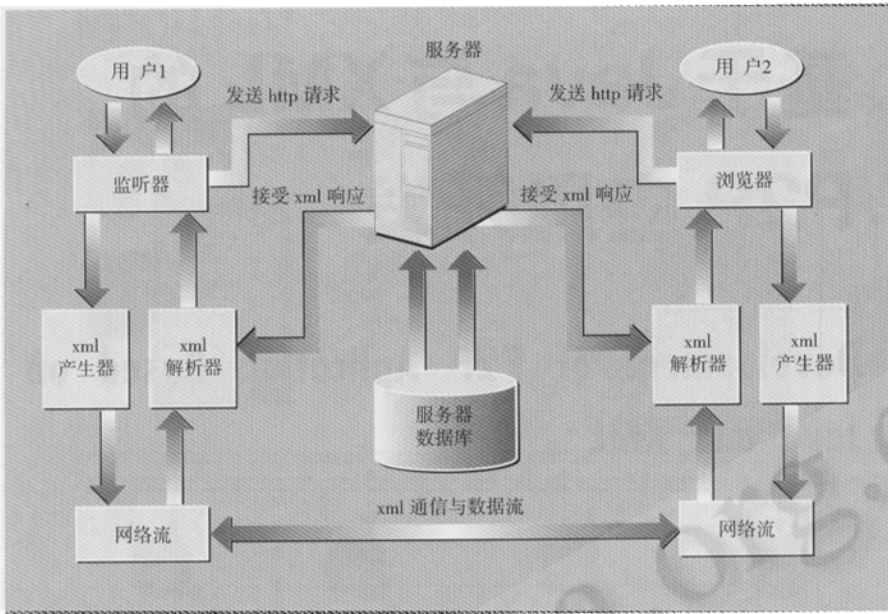 服务器
用 户1
用 户2
发送 http 请求
发送 http 请求
监听器
浏览器
接受 xml 响应
接受 xml 响应
xml
产生器
xml
解析器
xml
解析器
xml
产生器
服务器
数据库
xml 通信与数据流
网络流
网络流